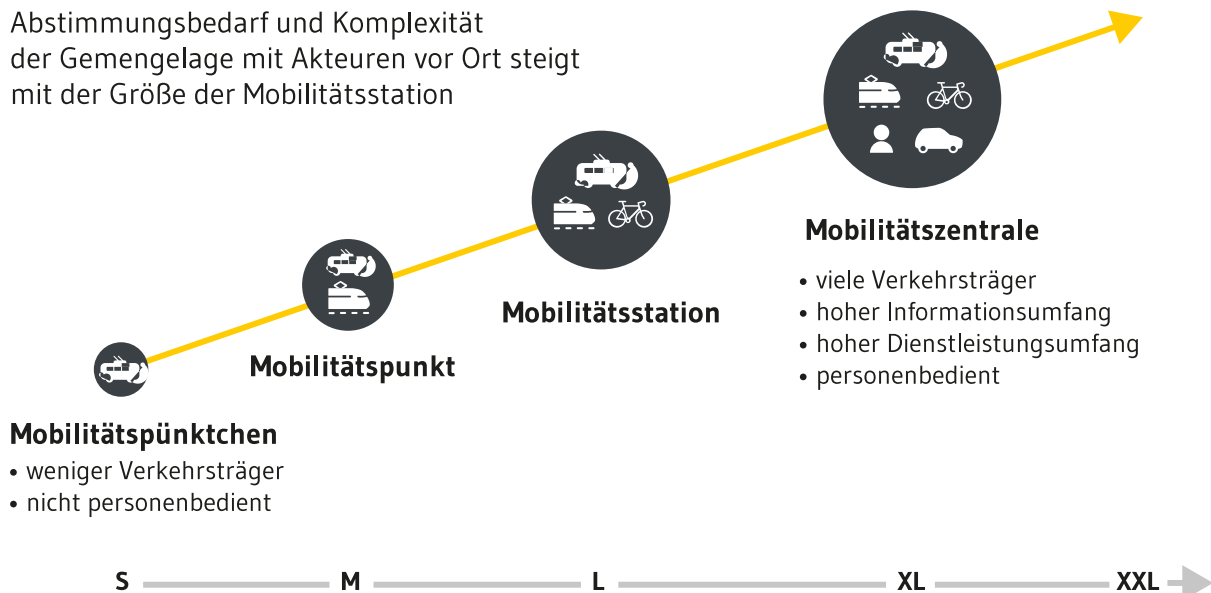 Abstimmungsbedarf und Komplexität
der Gemengelage mit Akteuren vor Ort steigt
mit der Größe der Mobilitätsstation
Mobilitätszentrale
• viele Verkehrsträger
• hoher Informationsumfang
• hoher Dienstleistungsumfang
• personenbedient
Mobilitätsstation
Mobilitätspunkt
Mobilitätspünktchen
• weniger Verkehrsträger
• nicht personenbedient
S M L XL XXL